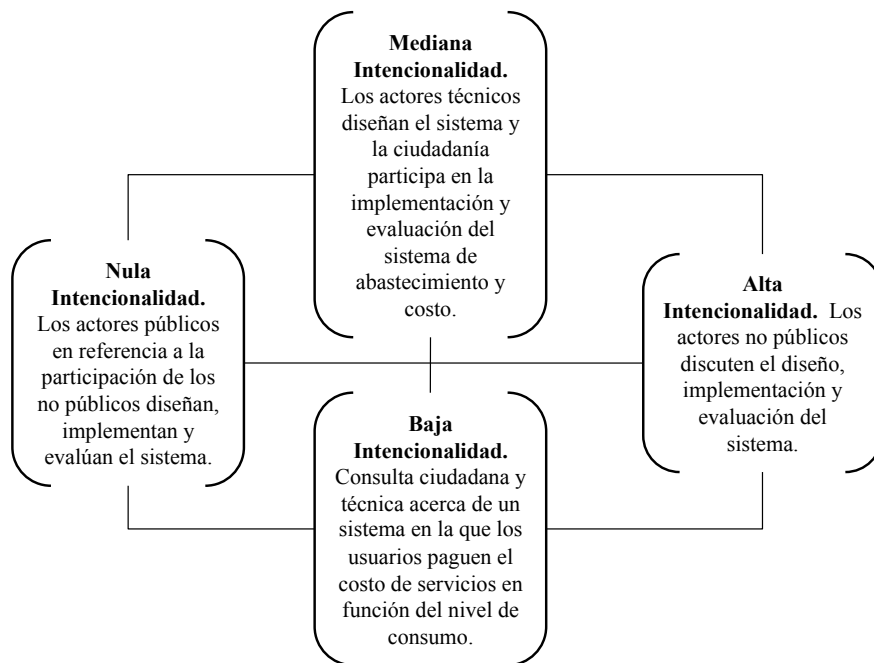 Mediana
Intencionalidad.
Los actores técnicos
diseñan el sistema y
la ciudadanía
participa en la
implementación y
evaluación del
sistema de
abastecimiento y
costo.
Nula
Intencionalidad.
Los actores públicos
en referencia a la
participación de los
no públicos diseñan,
implementan y
evalúan el sistema.
Alta
Intencionalidad. Los
actores no públicos
discuten el diseño,
implementación y
evaluación del
sistema.
Baja
Intencionalidad.
Consulta ciudadana y
técnica acerca de un
sistema en la que los
usuarios paguen el
costo de servicios en
función del nivel de
consumo.